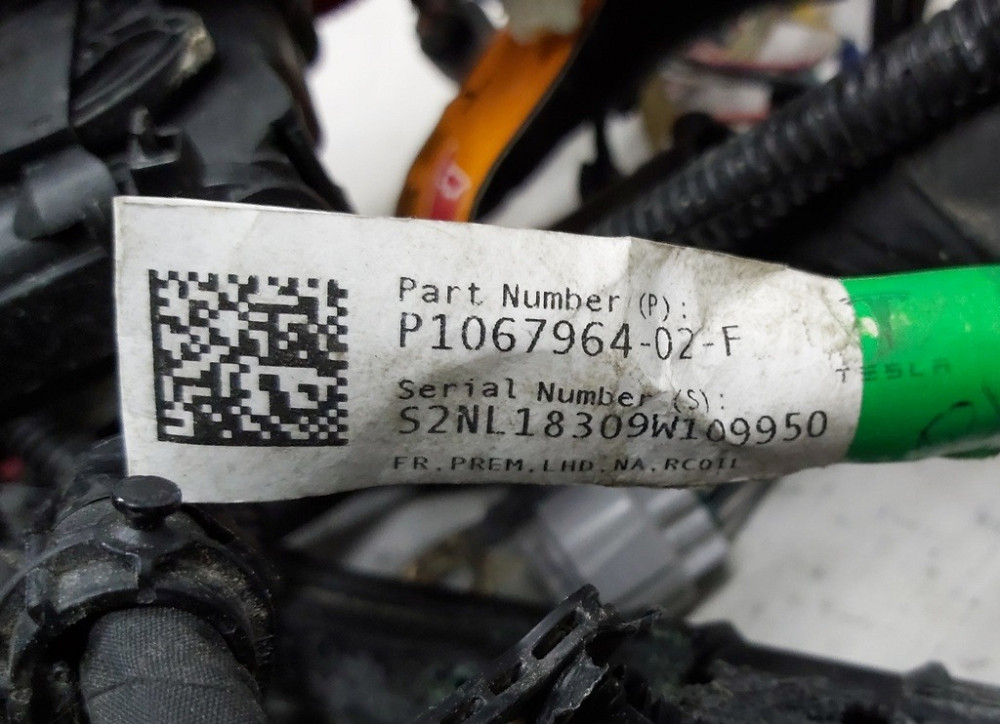 Part Number (P):
P1067964-02-F
Serial Number (S):
S2NL18309W109950
FR.PREM.LHD.NA.RCOIL
TESLA